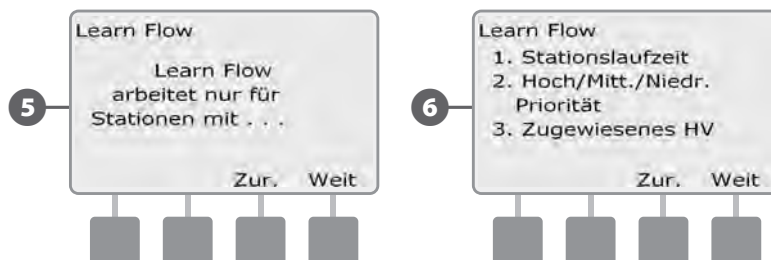 5
Learn Flow
Learn Flow
arbeitet nur für
Stationen mit . . .
Zur. Weit
6
Learn Flow
1. Stationslaufzeit
2. Hoch/Mitt./Niedr.
Priorität
3. Zugewiesenes HV
Zur. Weit